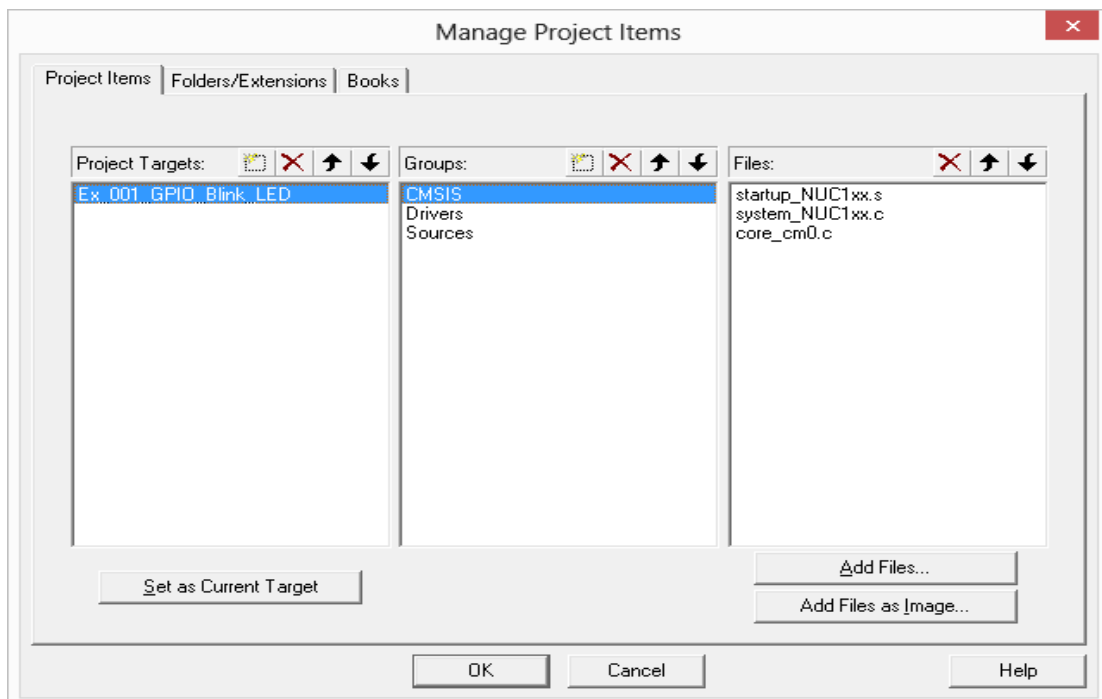 Manage Project Items
Project Items
Folders/Extensions
Books
Project Targets:
Groups:
Files:
Ex_001_GPIO_Blink_LED
CMSIS
Drivers
Sources
startup_NUC1xx.s
system_NUC1xx.c
core_cm0.c
Set as Current Target
Add Files...
Add Files as Image...
OK
Cancel
Help